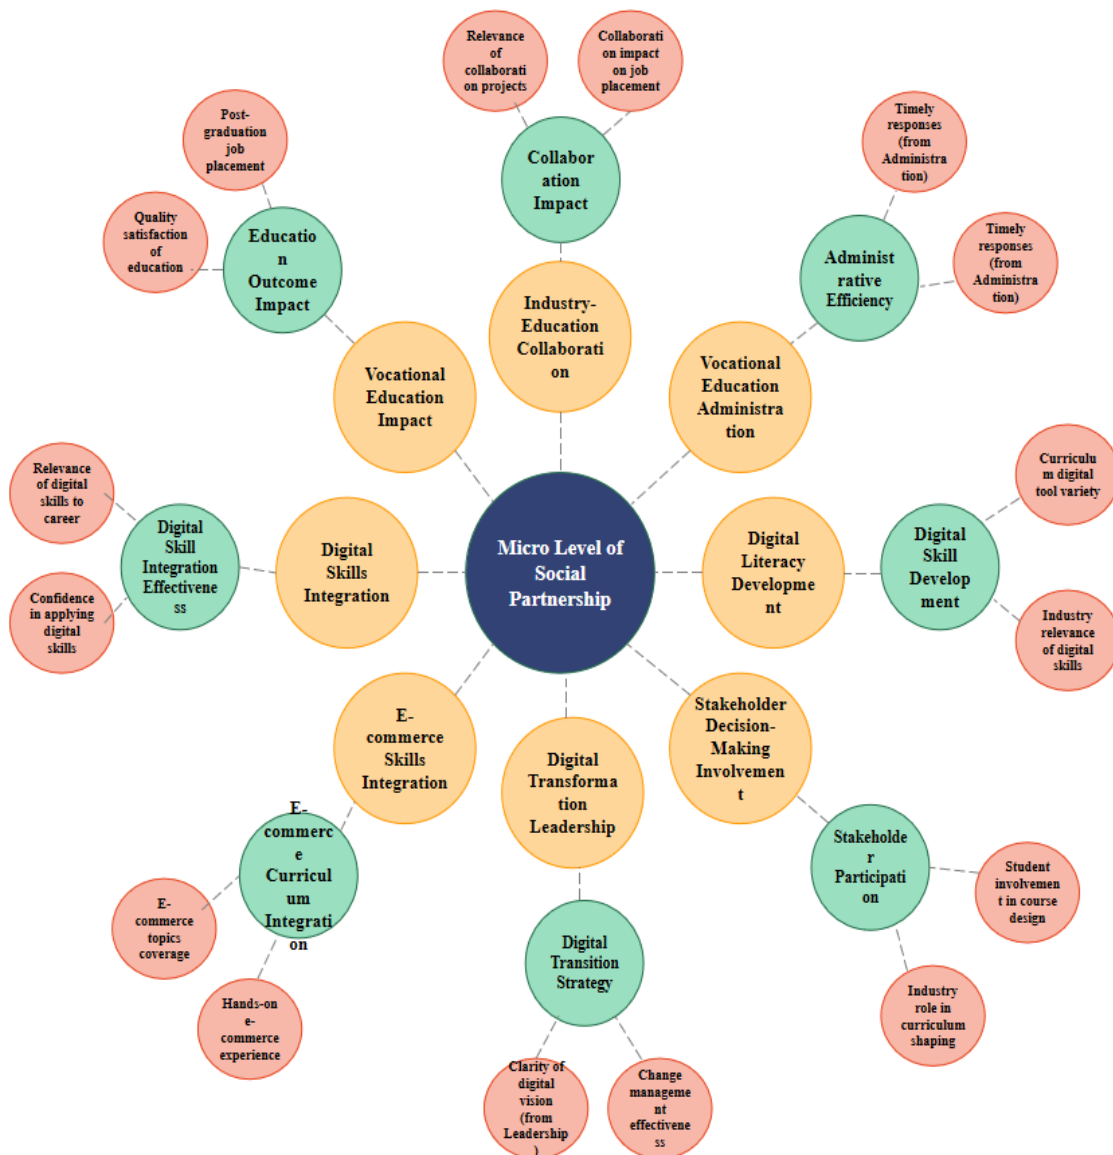 Relevance
of
collaborati
on projects
Collaborati
on impact
on job
placement
Post-
graduation
job
placement
Timely
responses
(from
Administra
tion)
Collabor
ation
Impact
Quality
satisfaction
of
education
Educatio
n
Outcome
Impact
Administ
rative
Efficiency
Timely
responses
(from
Administra
tion)
Industry-
Education
Collaborati
on
Vocational
Education
Impact
Vocational
Education
Administra
tion
Relevance
of digital
skills to
career
Curriculu
m digital
tool variety
Digital
Skill
Integration
Effectivene
ss
Digital
Skills
Integration
Micro Level of
Social
Partnership
Digital
Literacy
Developme
nt
Digital
Skill
Develop
ment
Confidence
in applying
digital
skills
Industry
relevance
of digital
skills
E-
commerce
Skills
Integration
Stakeholder
Decision-
Making
Involvemen
t
Digital
Transforma
tion
Leadership
E-
commerc
e
Curricul
um
Integrati
on
Stakeholde
r
Participati
on
E-
commerce
topics
coverage
Student
involvemen
t in course
design
Digital
Transition
Strategy
Hands-on
e-
commerce
experience
Industry
role in
curriculum
shaping
Clarity of
digital
vision
(from
Leadership
)
Change
manageme
nt
effectivene
ss